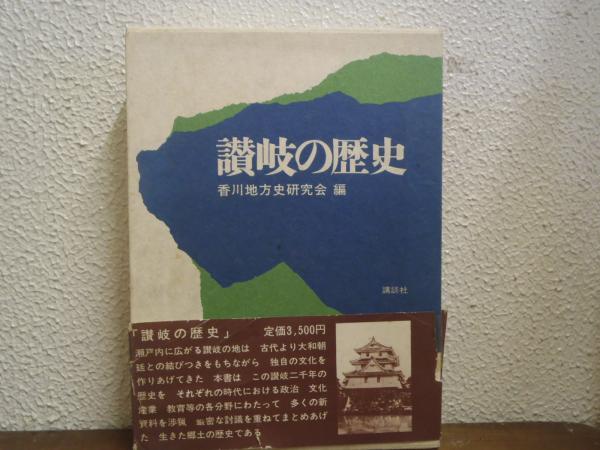 讃岐の歴史
香川地方史研究会 編
講談社
「讃岐の歴史」 定価3,500円
瀬戸内に広がる讃岐の地は 古代より大和朝
廷との結びつきをもちながら 独自の文化を
作りあげてきた 本書は この讃岐二千年の
歴史を それぞれの時代における政治 文化
産業 教育等の各分野にわたって 多くの新
資料を渉猟 厳密な討議を重ねてまとめあげ
た 生きた郷土の歴史である